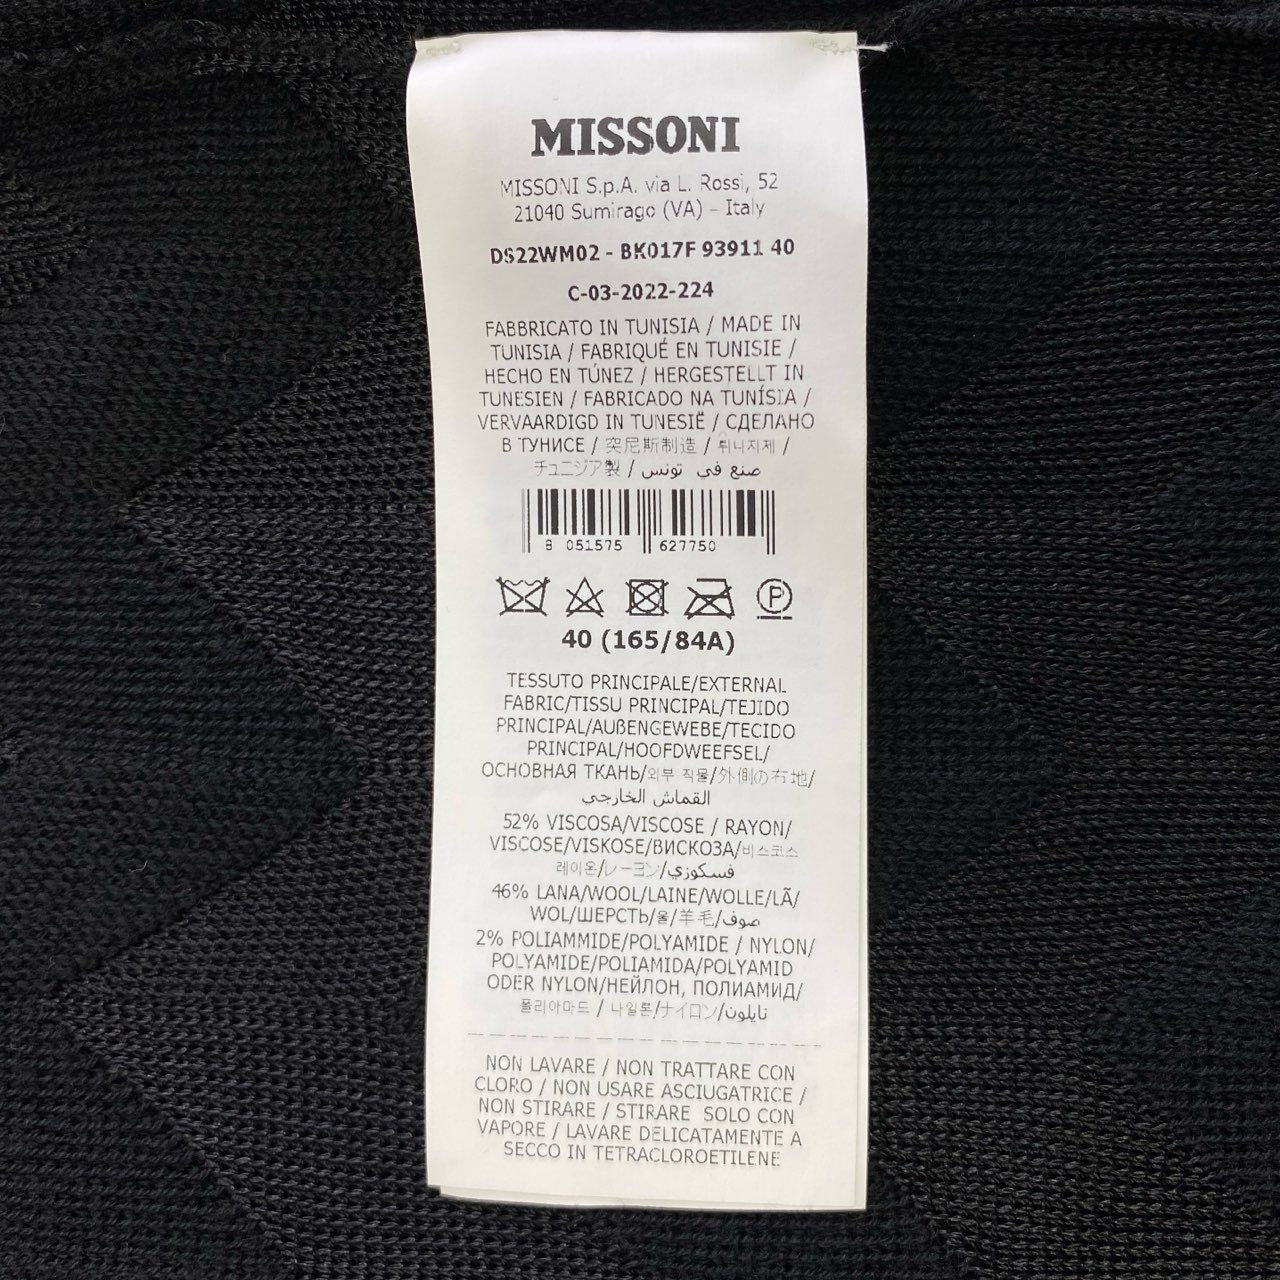 MISSONI
MISSONI S.p.A. via L. Rossi, 52
21040 Sumirago (VA) - Italy
DS22WM02 - BK017F 93911 40
C-03-2022-224
FABBRICATO IN TUNISIA / MADE IN
TUNISIA / FABRIQUÉ EN TUNISIE /
HECHO EN TÚNEZ / HERGESTELLT IN
TUNESIEN / FABRICADO NA TUNÍSIA /
VERVAARDIGD IN TUNESIË / СДЕЛАНО
В ТУНИСЕ / 突尼斯制造 / 튀니지제 /
チュニジア製 / صنع في تونس
8 051575 627750
P
40 (165/84A)
TESSUTO PRINCIPALE/EXTERNAL
FABRIC/TISSU PRINCIPAL/TEJIDO
PRINCIPAL/AUßENGEWEBE/TECIDO
PRINCIPAL/HOOFDWEEFSEL/
ОСНОВНАЯ ТКАНЬ/외부 직물/外側の布地/
القماش الخارجي
52% VISCOSA/VISCOSE / RAYON/
VISCOSE/VISKOSE/ВИСКОЗА/비스코스
레이온/レーヨン/فسكوزي
46% LANA/WOOL/LAINE/WOLLE/LÃ/
WOL/ШЕРСТЬ/울/羊毛/صوف
2% POLIAMMIDE/POLYAMIDE / NYLON/
POLYAMIDE/POLIAMIDA/POLYAMID
ODER NYLON/НЕЙЛОН, ПОЛИАМИД/
폴리아마드 / 나일론/ナイロン/نايلون
NON LAVARE / NON TRATTARE CON
CLORO / NON USARE ASCIUGATRICE /
NON STIRARE / STIRARE SOLO CON
VAPORE / LAVARE DELICATAMENTE A
SECCO IN TETRACLOROETILENE